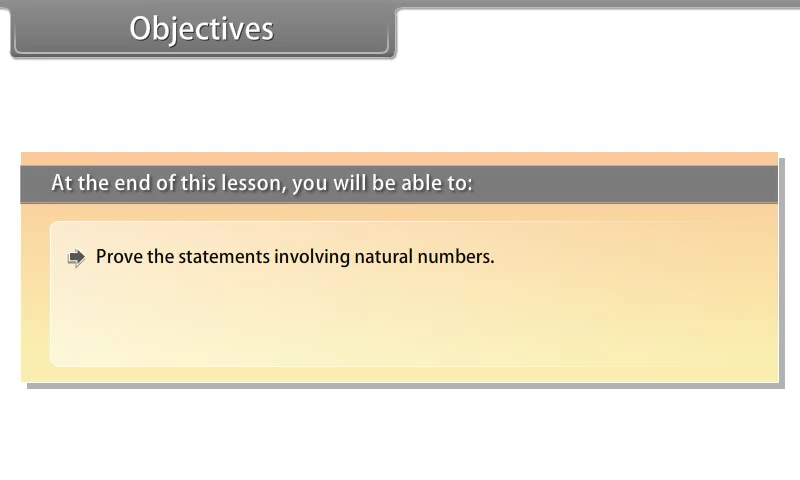 Objectives
At the end of this lesson, you will be able to:
Prove the statements involving natural numbers.